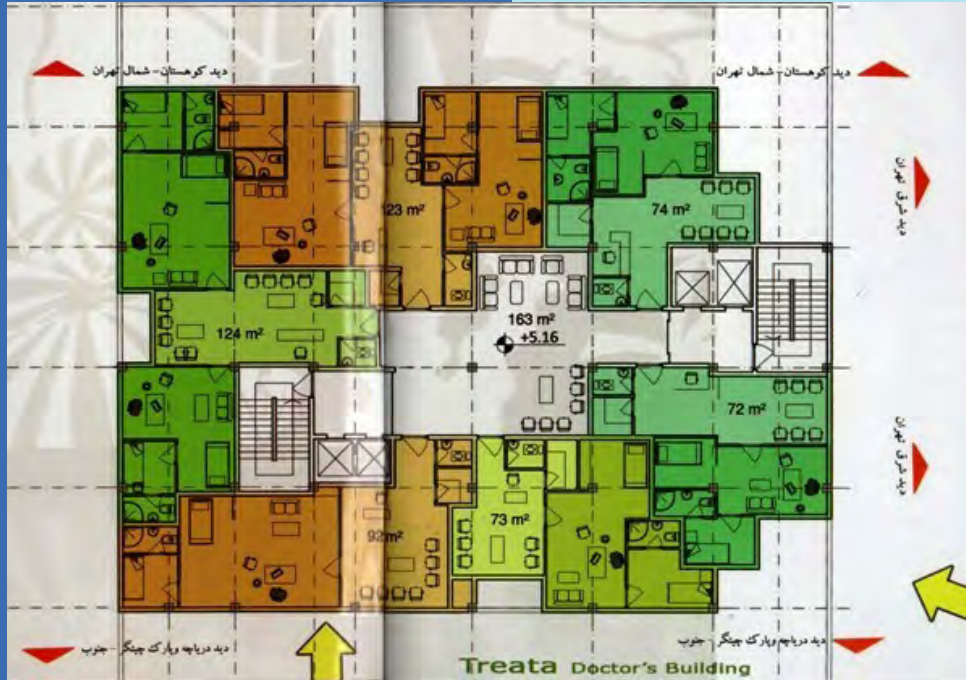 دید کوهستان - شمال تهران
دید کوهستان - شمال تهران
دید شرق تهران
123 m²
74 m²
163 m²
+5.16
124 m²
72 m²
دید شرق تهران
73 m²
92 m²
دید دریاچه وپارک چیتگر - جنوب
دید دریاچه وپارک چیتگر - جنوب
Treata Doctor's Building